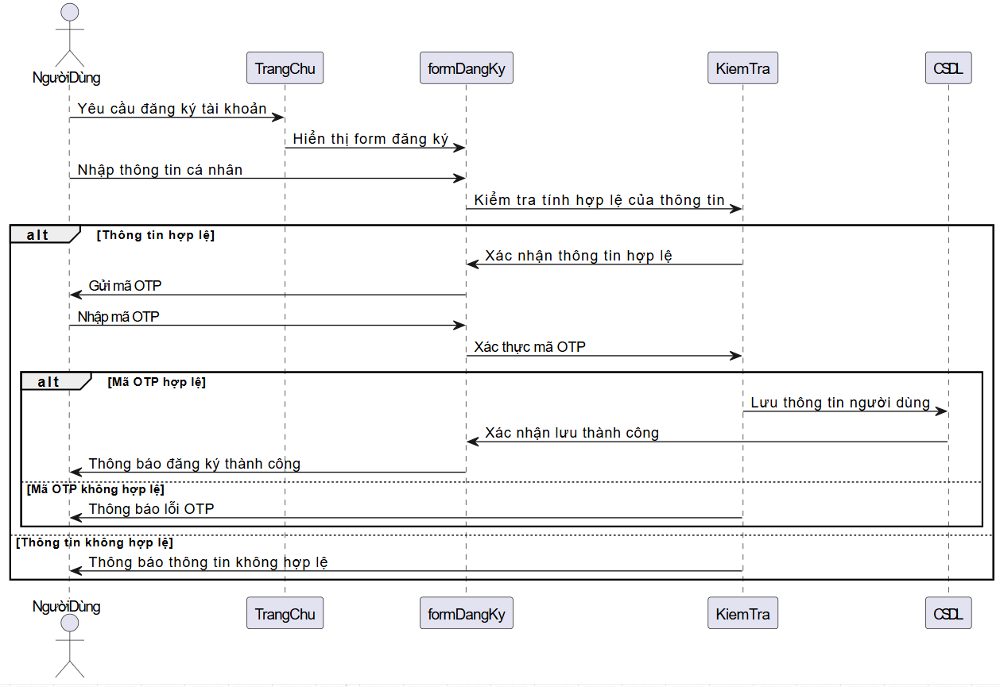 NgườiDùng
TrangChu
formDangKy
KiemTra
CSDL
Yêu cầu đăng ký tài khoản
Hiển thị form đăng ký
Nhập thông tin cá nhân
Kiểm tra tính hợp lệ của thông tin
alt [Thông tin hợp lệ]
Xác nhận thông tin hợp lệ
Gửi mã OTP
Nhập mã OTP
Xác thực mã OTP
alt [Mã OTP hợp lệ]
Lưu thông tin người dùng
Xác nhận lưu thành công
Thông báo đăng ký thành công
[Mã OTP không hợp lệ]
Thông báo lỗi OTP
[Thông tin không hợp lệ]
Thông báo thông tin không hợp lệ
NgườiDùng
TrangChu
formDangKy
KiemTra
CSDL